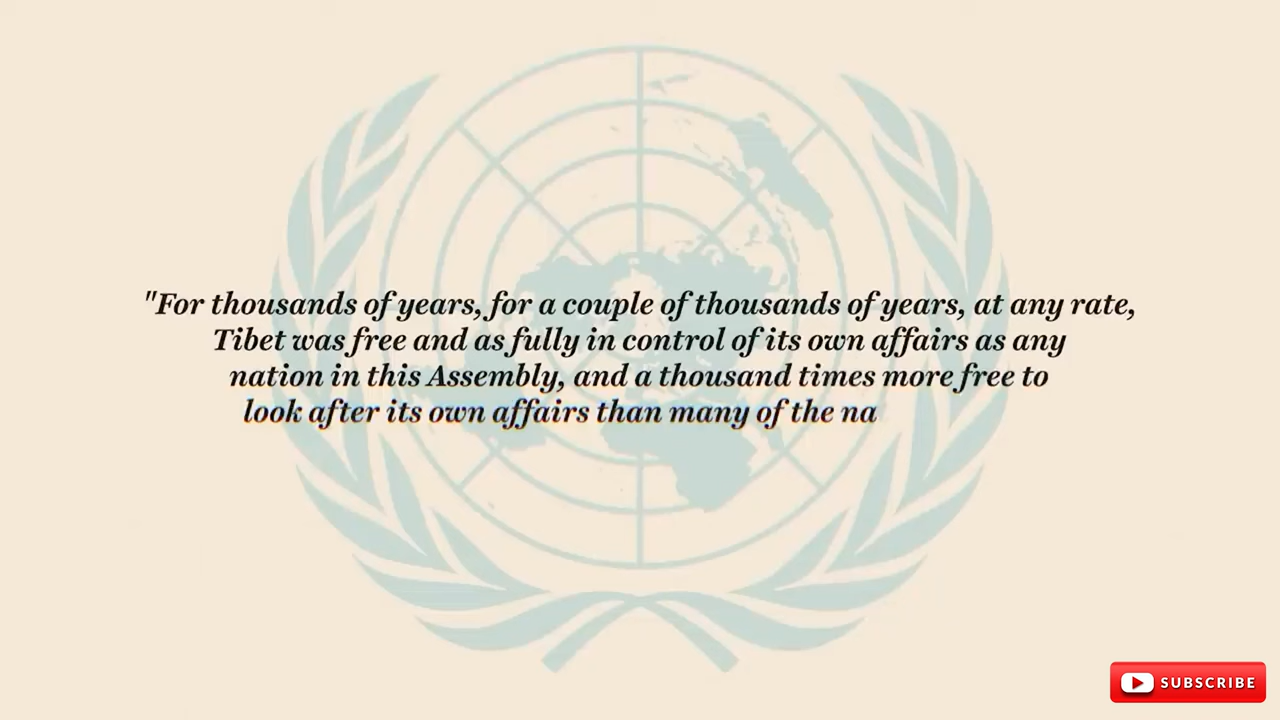 "For thousands of years, for a couple of thousands of years, at any rate,
Tibet was free and as fully in control of its own affairs as any
nation in this Assembly, and a thousand times more free to
look after its own affairs than many of the na
SUBSCRIBE